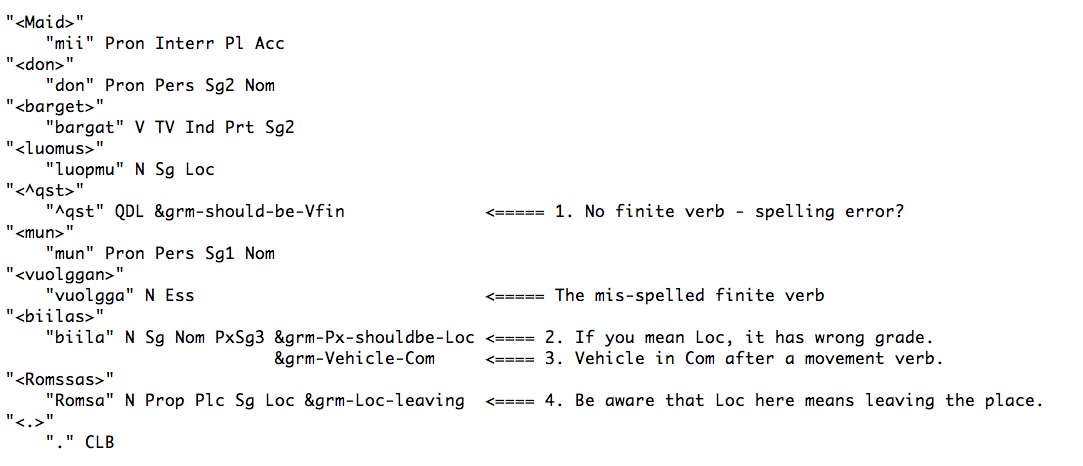 "<Maid>"
"mii" Pron Interr Pl Acc
"<don>"
"don" Pron Pers Sg2 Nom
"<barget>"
"bargat" V TV Ind Prt Sg2
"<luomus>"
"luopmu" N Sg Loc
"<^qst>"
"^qst" QDL &grm-should-be-Vfin <===== 1. No finite verb - spelling error?
"<mun>"
"mun" Pron Pers Sg1 Nom
"<vuolggan>"
"vuolgga" N Ess <===== The mis-spelled finite verb
"<biilas>"
"biila" N Sg Nom PxSg3 &grm-Px-shouldbe-Loc <==== 2. If you mean Loc, it has wrong grade.
&grm-Vehicle-Com <==== 3. Vehicle in Com after a movement verb.
"<Romssas>"
"Romsa" N Prop Plc Sg Loc &grm-Loc-leaving <==== 4. Be aware that Loc here means leaving the place.
"<.>"
"." CLB